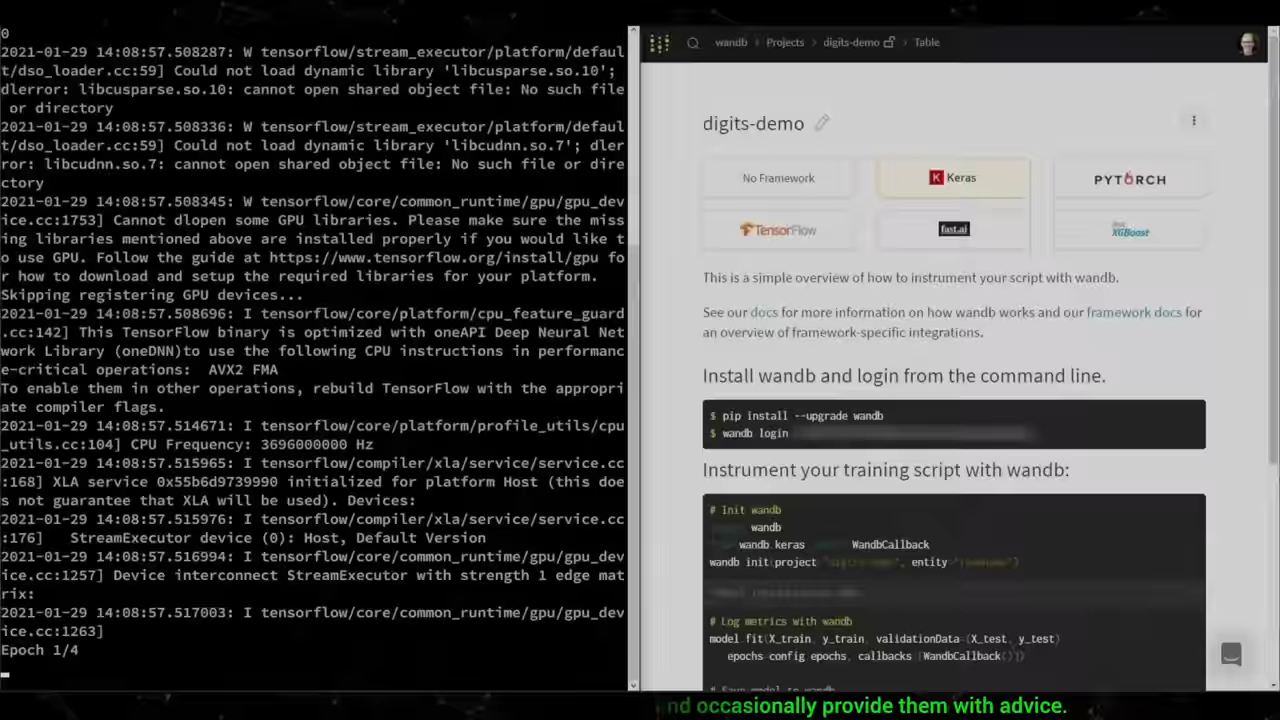 0
2021-01-29 14:08:57.508287: W tensorflow/stream_executor/platform/defaul
t/dso_loader.cc:59] Could not load dynamic library 'libcusparse.so.10';
dlerror: libcusparse.so.10: cannot open shared object file: No such file
or directory
2021-01-29 14:08:57.508336: W tensorflow/stream_executor/platform/defaul
t/dso_loader.cc:59] Could not load dynamic library 'libcudnn.so.7'; dler
ror: libcudnn.so.7: cannot open shared object file: No such file or dire
ctory
2021-01-29 14:08:57.508345: W tensorflow/core/common_runtime/gpu/gpu_dev
ice.cc:1753] Cannot dlopen some GPU libraries. Please make sure the miss
ing libraries mentioned above are installed properly if you would like t
o use GPU. Follow the guide at https://www.tensorflow.org/install/gpu fo
r how to download and setup the required libraries for your platform.
Skipping registering GPU devices...
2021-01-29 14:08:57.508696: I tensorflow/core/platform/cpu_feature_guard
.cc:142] This TensorFlow binary is optimized with oneAPI Deep Neural Net
work Library (oneDNN)to use the following CPU instructions in performanc
e-critical operations:  AVX2 FMA
To enable them in other operations, rebuild TensorFlow with the appropri
ate compiler flags.
2021-01-29 14:08:57.514671: I tensorflow/core/platform/profile_utils/cpu
_utils.cc:104] CPU Frequency: 3696000000 Hz
2021-01-29 14:08:57.515965: I tensorflow/compiler/xla/service/service.cc
:168] XLA service 0x55b6d9739990 initialized for platform Host (this doe
s not guarantee that XLA will be used). Devices:
2021-01-29 14:08:57.515976: I tensorflow/compiler/xla/service/service.cc
:176]   StreamExecutor device (0): Host, Default Version
2021-01-29 14:08:57.516994: I tensorflow/core/common_runtime/gpu/gpu_dev
ice.cc:1257] Device interconnect StreamExecutor with strength 1 edge mat
rix:
2021-01-29 14:08:57.517003: I tensorflow/core/common_runtime/gpu/gpu_dev
ice.cc:1263]
Epoch 1/4
wandb > Projects > digits-demo > Table
digits-demo
No Framework
K Keras
PYTORCH
TensorFlow
fast.ai
XGBoost
This is a simple overview of how to instrument your script with wandb.
See our docs for more information on how wandb works and our framework docs for
an overview of framework-specific integrations.
Install wandb and login from the command line.
$ pip install --upgrade wandb
$ wandb login
Instrument your training script with wandb:
# Init wandb
wandb
wandb keras WandbCallback
wandb init(project entity
# Log metrics with wandb
model fit(X_train, y_train, validationData=(X_test, y_test)
epochs=config epochs, callbacks [WandbCallback()])
# Save model to wandb
nd occasionally provide them with advice.